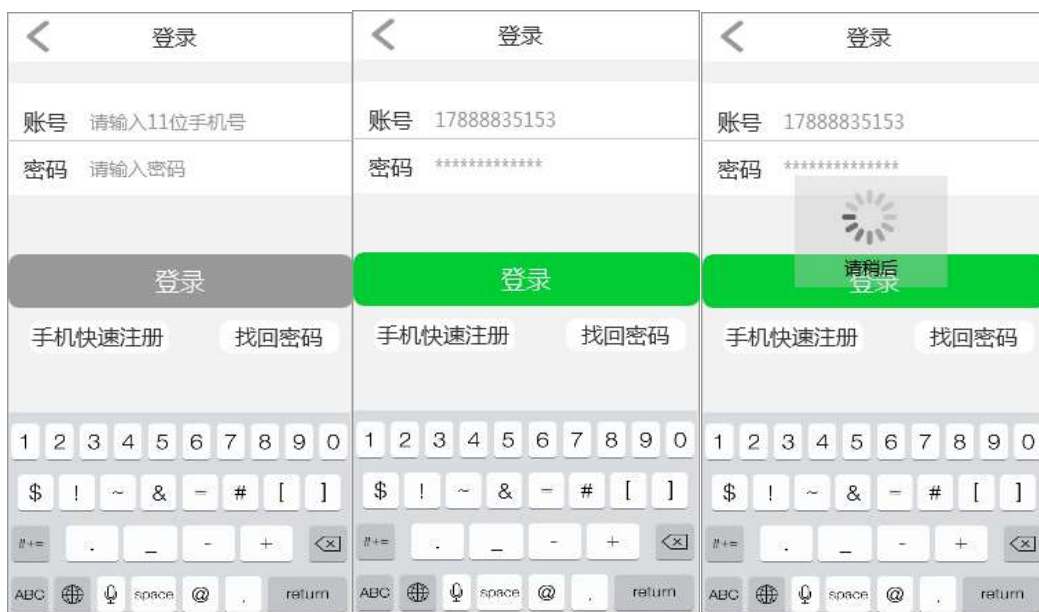 登录
账号 请输入11位手机号
密码 请输入密码
登录
手机快速注册 找回密码
1 2 3 4 5 6 7 8 9 0
$ ! ~ & = # [ ]
#+= . _ - +
ABC space @ , return
登录
账号 17888835153
密码 *************
登录
手机快速注册 找回密码
1 2 3 4 5 6 7 8 9 0
$ ! ~ & = # [ ]
#+= . _ - +
ABC space @ , return
登录
账号 17888835153
密码 **************
请稍后
登录
手机快速注册 找回密码
1 2 3 4 5 6 7 8 9 0
$ ! ~ & = # [ ]
#+= . _ - +
ABC space @ , return